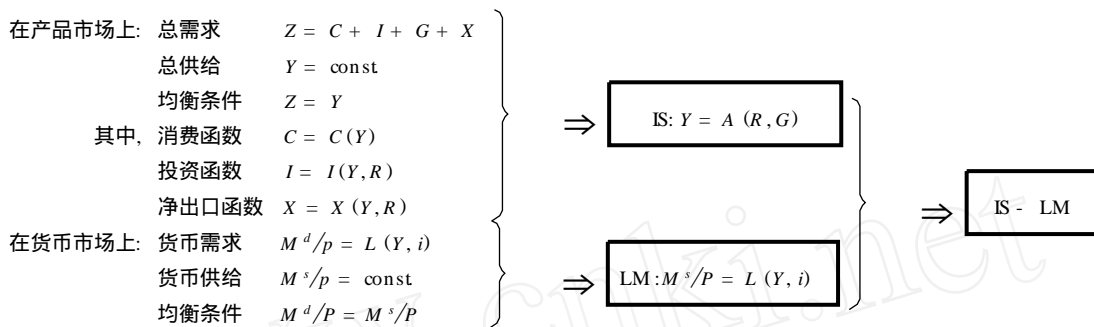 在产品市场上: 总需求 Z = C + I + G + X
总供给 Y = const.
均衡条件 Z = Y
其中, 消费函数 C = C(Y)
投资函数 I = I(Y,R)
净出口函数 X = X (Y,R)
在货币市场上: 货币需求 M^d/p = L (Y, i)
货币供给 M^s/p = const.
均衡条件 M^d/P = M^s/P
⇒ IS: Y = A (R,G)
⇒ LM:M^s/P = L (Y, i)
⇒ IS - LM